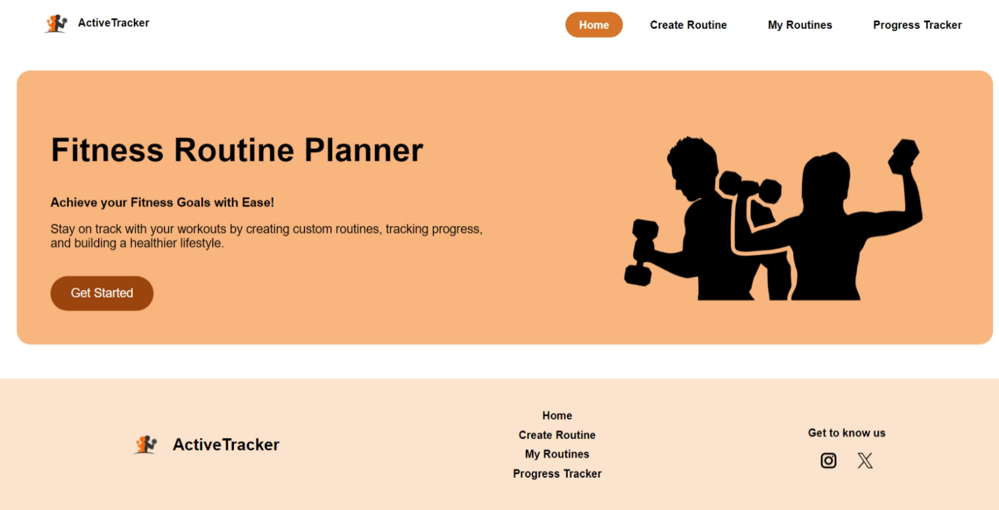 ActiveTracker
Home
Create Routine
My Routines
Progress Tracker
Fitness Routine Planner
Achieve your Fitness Goals with Ease!
Stay on track with your workouts by creating custom routines, tracking progress,
and building a healthier lifestyle.
Get Started
ActiveTracker
Home
Create Routine
My Routines
Progress Tracker
Get to know us